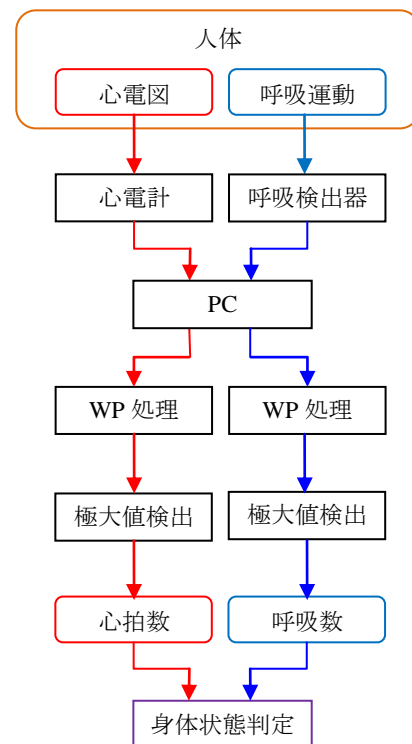 人体
心電図
呼吸運動
心電計
呼吸検出器
PC
WP 処理
WP 処理
極大値検出
極大値検出
心拍数
呼吸数
身体状態判定